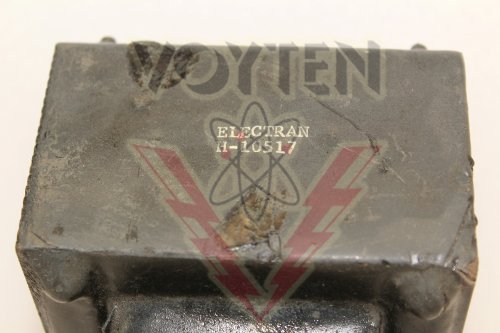 VOYTEN
ELECTRAN
H-10517